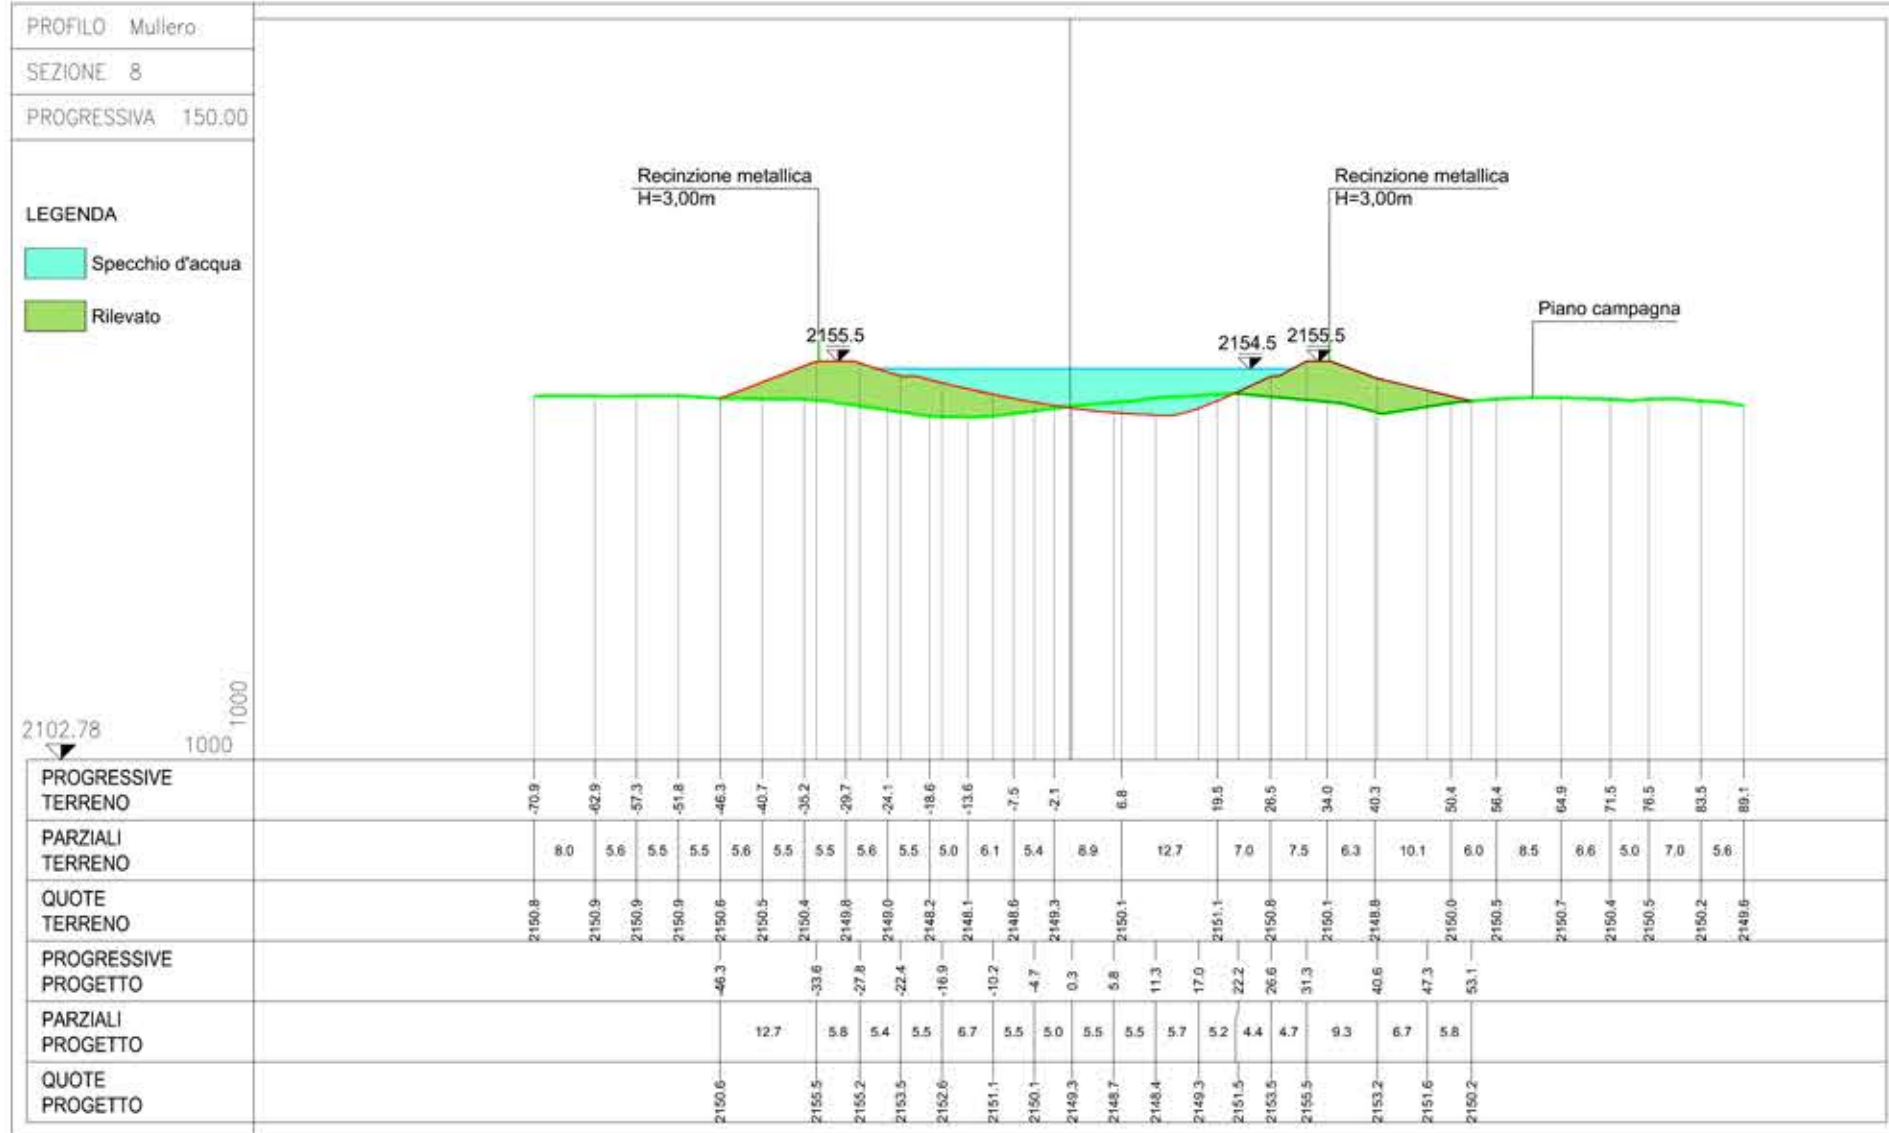 PROFILO Mullero
SEZIONE 8
PROGRESSIVA 150.00
Recinzione metallica
H=3,00m
Recinzione metallica
H=3,00m
LEGENDA
Specchio d'acqua
Rilevato
Piano campagna
2155.5
2154.5
2155.5
1000
2102.78
1000
PROGRESSIVE
TERRENO
-70.9 -62.9 -57.3 -51.8 -46.3 -40.7 -35.2 -29.7 -24.1 -18.6 -13.6 -7.5 -2.1 6.8 19.5 26.5 34.0 40.3 50.4 56.4 64.9 71.5 76.5 83.5 89.1
PARZIALI
TERRENO
8.0 5.6 5.5 5.5 5.6 5.5 5.5 5.6 5.5 5.0 6.1 5.4 8.9 12.7 7.0 7.5 6.3 10.1 6.0 8.5 6.6 5.0 7.0 5.6
QUOTE
TERRENO
2150.8 2150.9 2150.9 2150.9 2150.6 2150.5 2150.4 2149.8 2149.0 2148.2 2148.1 2148.6 2149.3 2150.1 2151.1 2150.8 2150.1 2148.8 2150.0 2150.5 2150.7 2150.4 2150.5 2150.2 2149.6
PROGRESSIVE
PROGETTO
-46.3 -33.6 -27.8 -22.4 -16.9 -10.2 -4.7 0.3 5.8 11.3 17.0 22.2 26.6 31.3 40.6 47.3 53.1
PARZIALI
PROGETTO
12.7 5.8 5.4 5.5 6.7 5.5 5.0 5.5 5.5 5.7 5.2 4.4 4.7 9.3 6.7 5.8
QUOTE
PROGETTO
2150.6 2155.5 2155.2 2153.5 2152.6 2151.1 2150.1 2149.3 2148.7 2148.4 2149.3 2151.5 2153.5 2155.5 2153.2 2151.6 2150.2